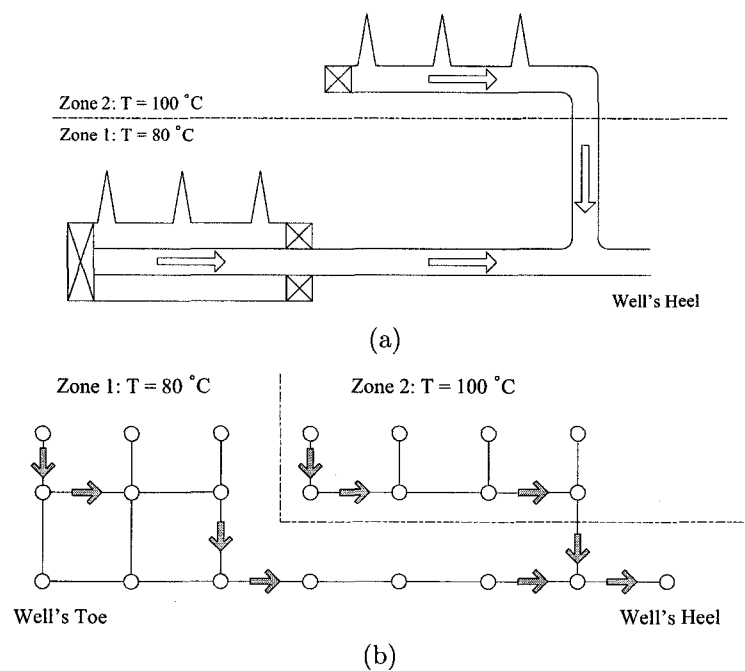 Zone 2: T = 100 °C
Zone 1: T = 80 °C
Well's Heel
(a)
Zone 1: T = 80 °C
Zone 2: T = 100 °C
Well's Toe
Well's Heel
(b)